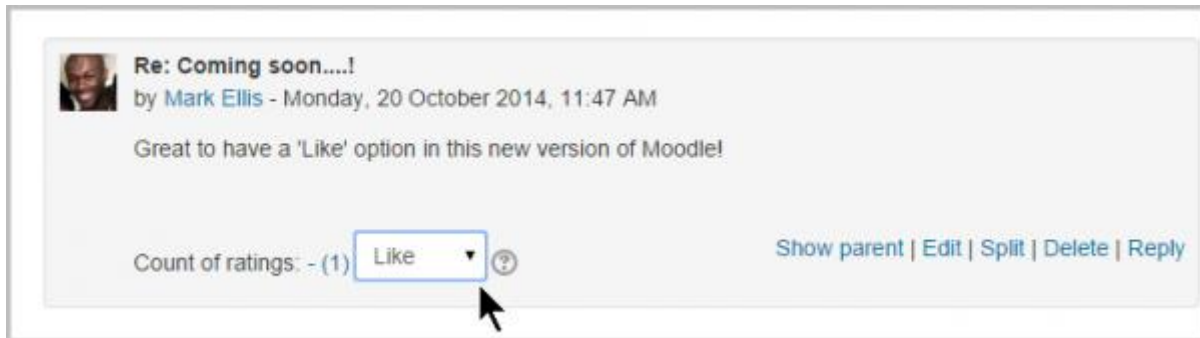 Re: Coming soon....!
by Mark Ellis - Monday, 20 October 2014, 11:47 AM
Great to have a 'Like' option in this new version of Moodle!
Count of ratings: - (1) Like ? Show parent | Edit | Split | Delete | Reply